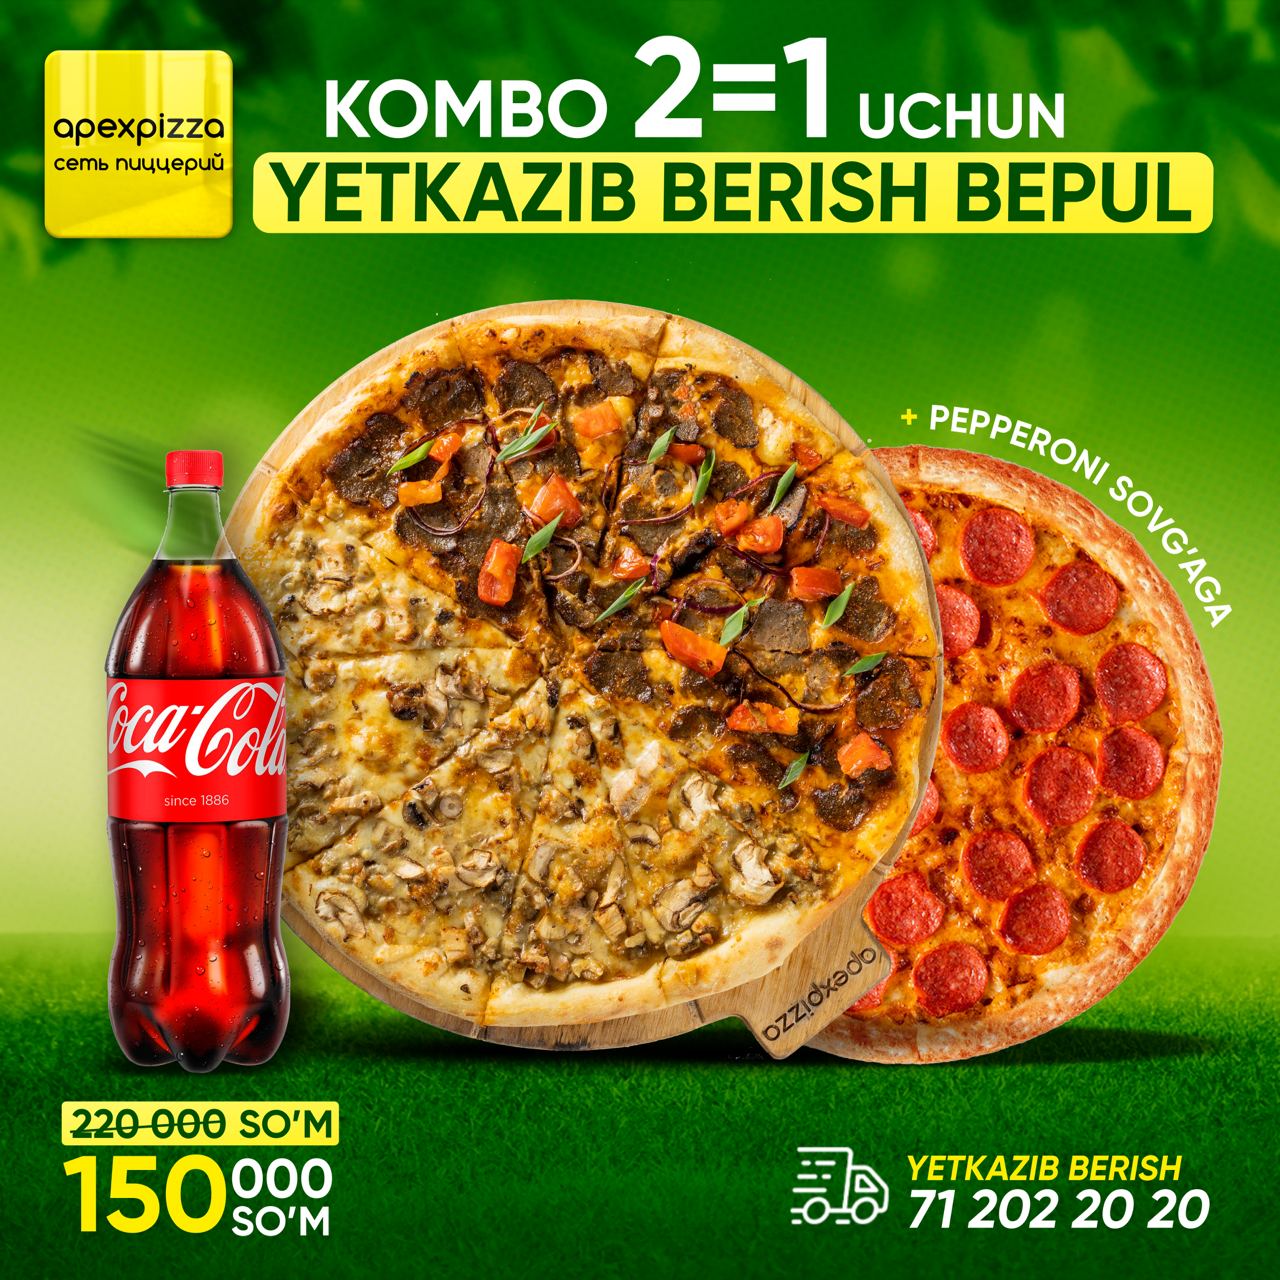 apexpizza
сеть пиццерий
KOMBO 2=1 UCHUN
YETKAZIB BERISH BEPUL
+ PEPPERONI SOVG'AGA
Coca-Cola
since 1886
apexpizza
220 000 SO'M
150 000
SO'M
YETKAZIB BERISH
71 202 20 20